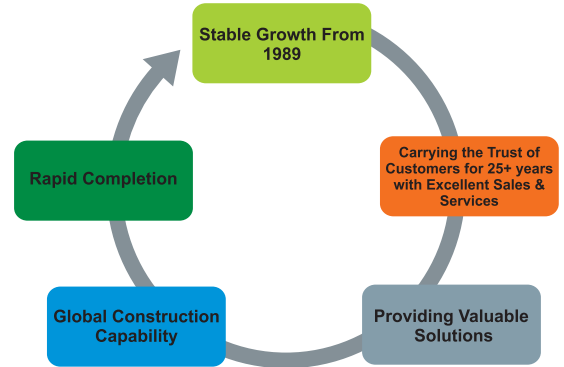 Stable Growth From
1989
Carrying the Trust of
Customers for 25+ years
with Excellent Sales &
Services
Providing Valuable
Solutions
Global Construction
Capability
Rapid Completion